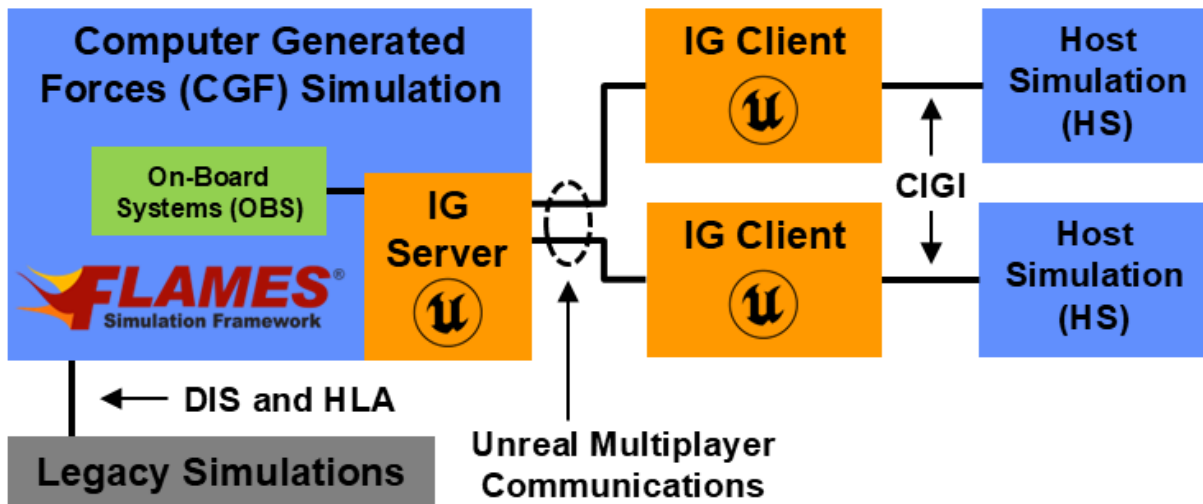 Computer Generated
Forces (CGF) Simulation
On-Board
Systems (OBS)
IG
Server
FLAMES®
Simulation Framework
DIS and HLA
Legacy Simulations
Unreal Multiplayer
Communications
IG Client
IG Client
CIGI
Host
Simulation
(HS)
Host
Simulation
(HS)